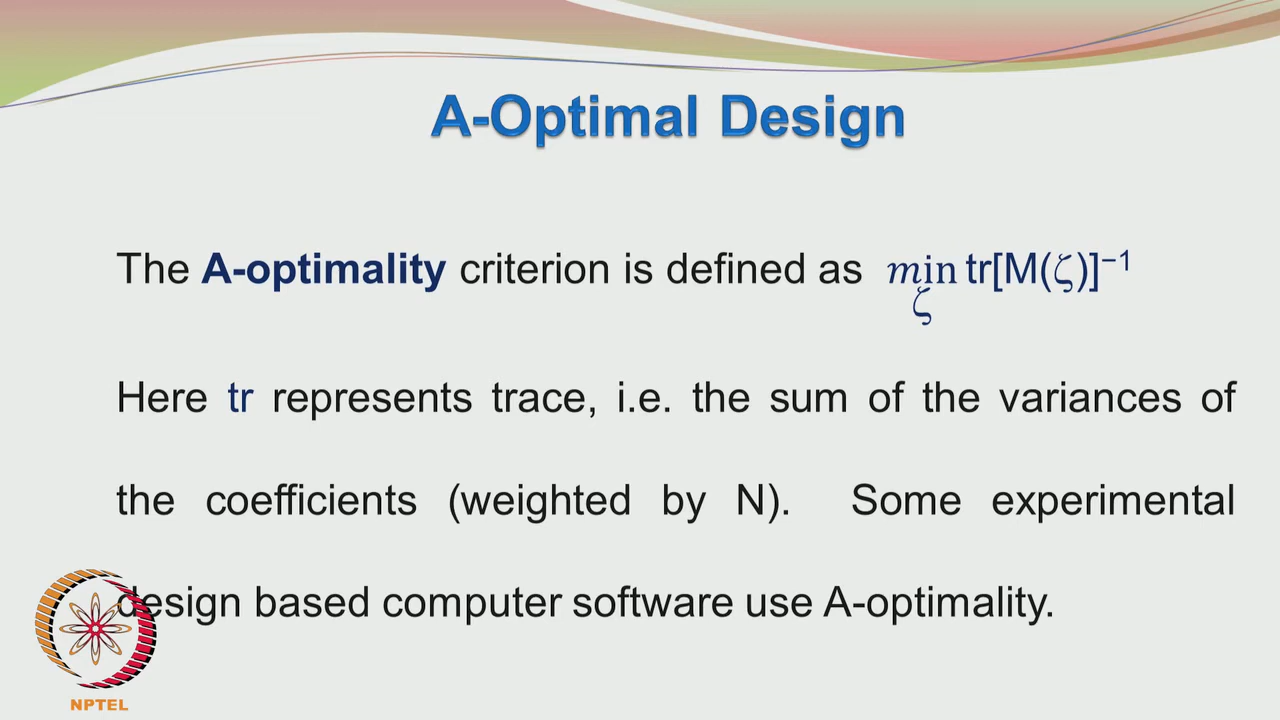 A-Optimal Design
The A-optimality criterion is defined as min tr[M(ζ)]⁻¹
ζ
Here tr represents trace, i.e. the sum of the variances of
the coefficients (weighted by N). Some experimental
design based computer software use A-optimality.
NPTEL